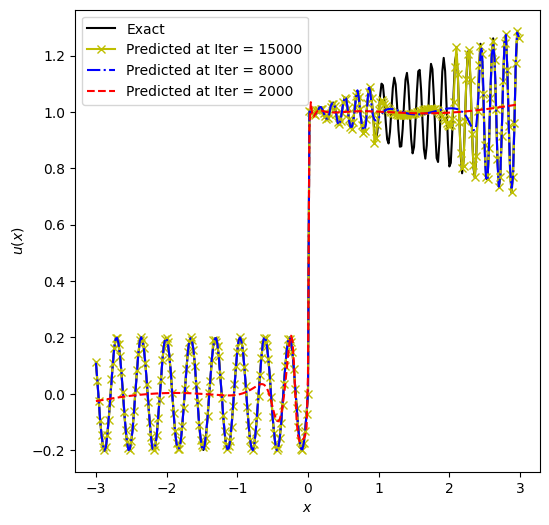 Exact
Predicted at Iter = 15000
Predicted at Iter = 8000
Predicted at Iter = 2000
u(x)
1.2
1.0
0.8
0.6
0.4
0.2
0.0
−0.2
−3 −2 −1 0 1 2 3
x